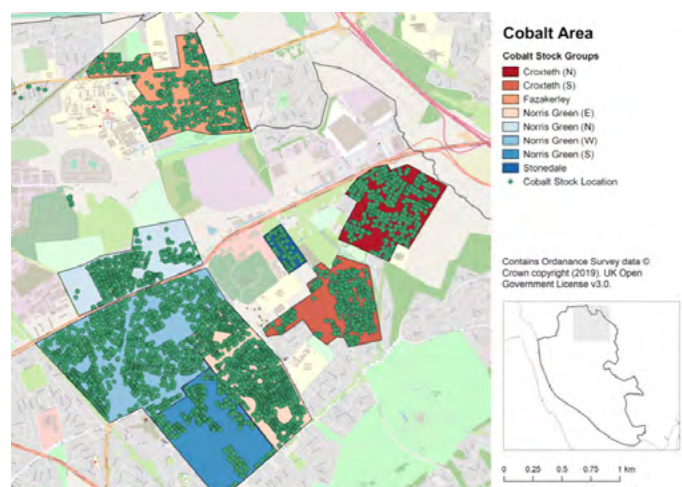 Cobalt Area
Cobalt Stock Groups
Croxteth (N)
Croxteth (S)
Fazakerley
Norris Green (E)
Norris Green (N)
Norris Green (W)
Norris Green (S)
Stonedale
Cobalt Stock Location
Contains Ordanance Survey data ©
Crown copyright (2019). UK Open
Government License v3.0.
0 0.25 0.5 0.75 1 km